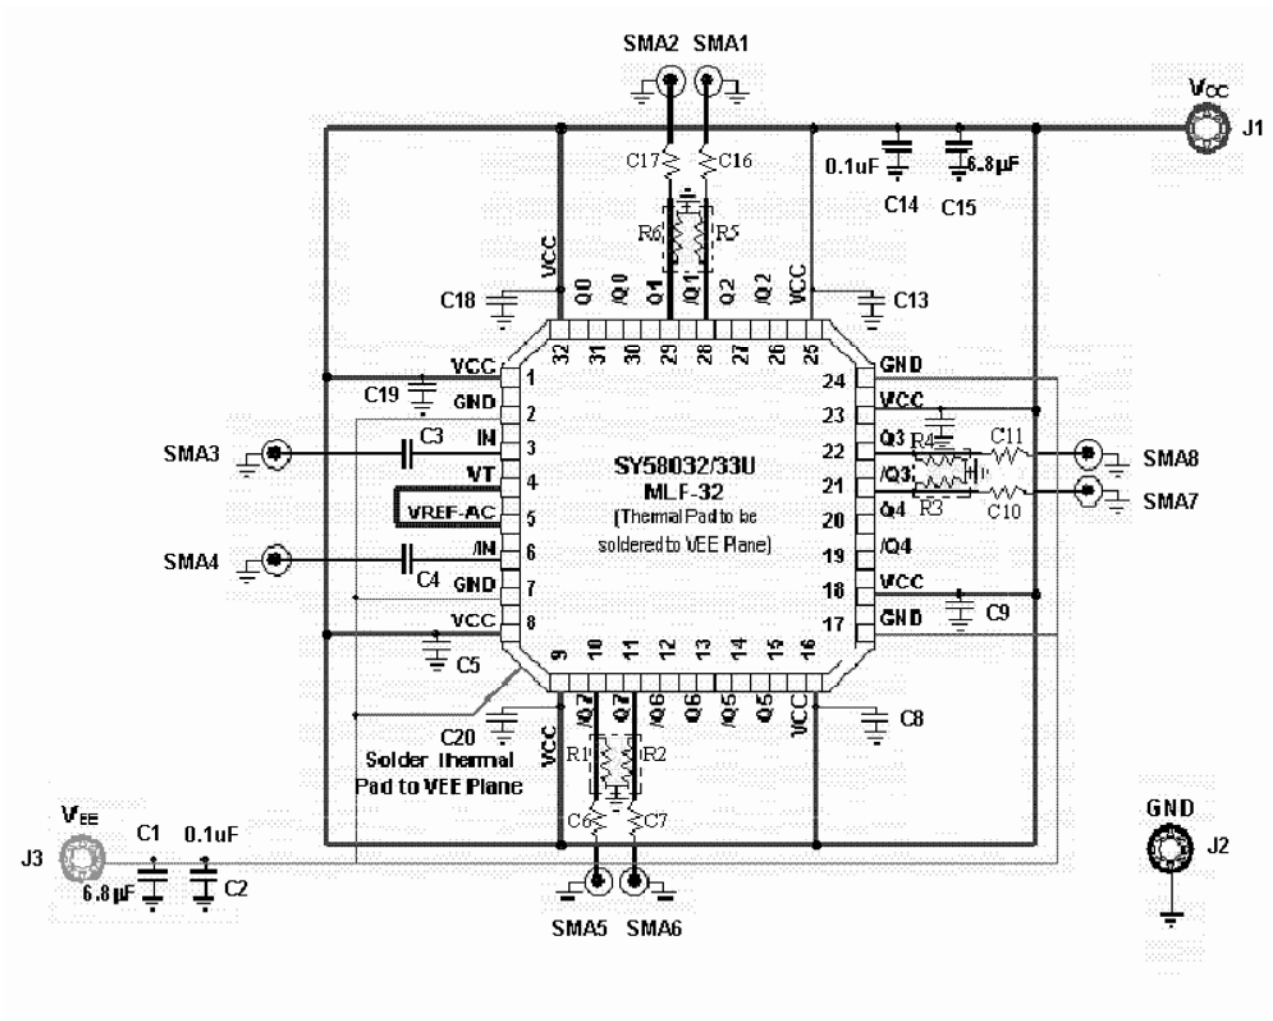 SMA2 SMA1
VCC
J1
C17 C16
0.1uF 6.8µF
C14 C15
R6 R5
VCC Q0 /Q0 Q1 /Q1 Q2 /Q2 VCC
C18 C13
32 31 30 29 28 27 26 25
VCC 1 24 GND
C19
GND 2 23 VCC
SMA3 C3 IN 3 22 Q3 R4 C11 SMA8
VT 4 21 /Q3 R3 C10 SMA7
VREF-AC 5 20 Q4
SMA4 C4 /IN 6 19 /Q4
GND 7 18 VCC C9
VCC 8 17 GND
C5
SY58032/33U
MLF-32
(Thermal Pad to be
soldered to VEE Plane)
9 10 11 12 13 14 15 16
VCC /Q7 Q7 /Q6 Q6 /Q5 Q5 VCC
C20 C8
Solder Thermal
Pad to VEE Plane
R1 R2
C6 C7
VEE
J3 C1 0.1uF
6.8µF C2
GND
J2
SMA5 SMA6